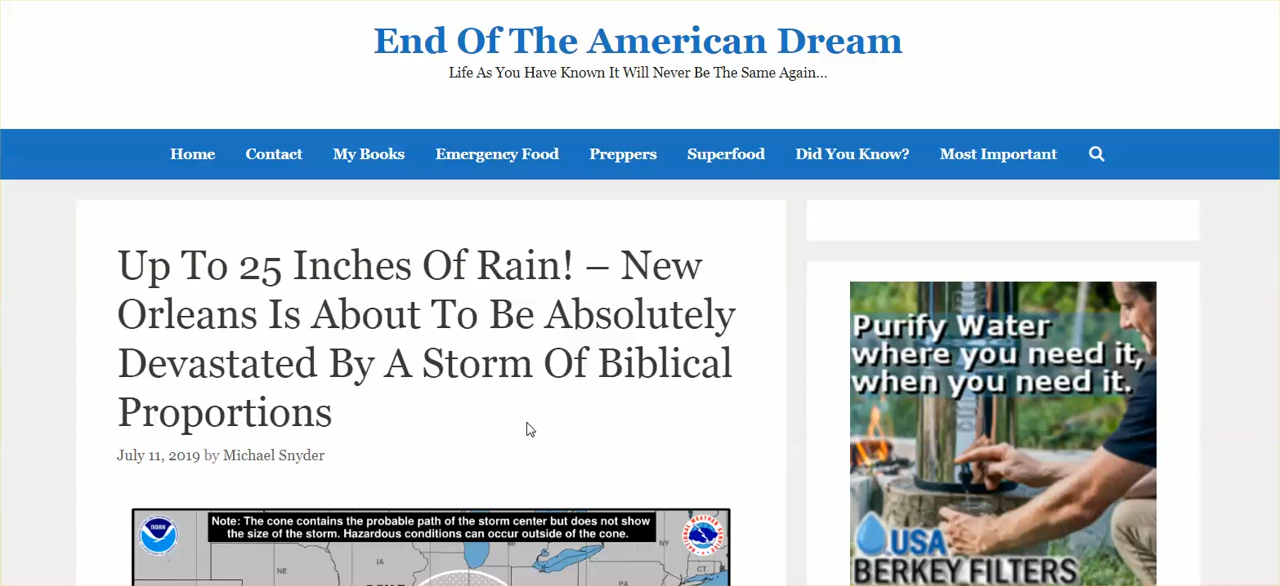 End Of The American Dream
Life As You Have Known It Will Never Be The Same Again...
Home Contact My Books Emergency Food Preppers Superfood Did You Know? Most Important
Up To 25 Inches Of Rain! – New
Orleans Is About To Be Absolutely
Devastated By A Storm Of Biblical
Proportions
July 11, 2019 by Michael Snyder
Note: The cone contains the probable path of the storm center but does not show
the size of the storm. Hazardous conditions can occur outside of the cone.
NOAA
NE
IA
PA
NY
CT
Purify Water
where you need it,
when you need it.
USA
BERKEY FILTERS